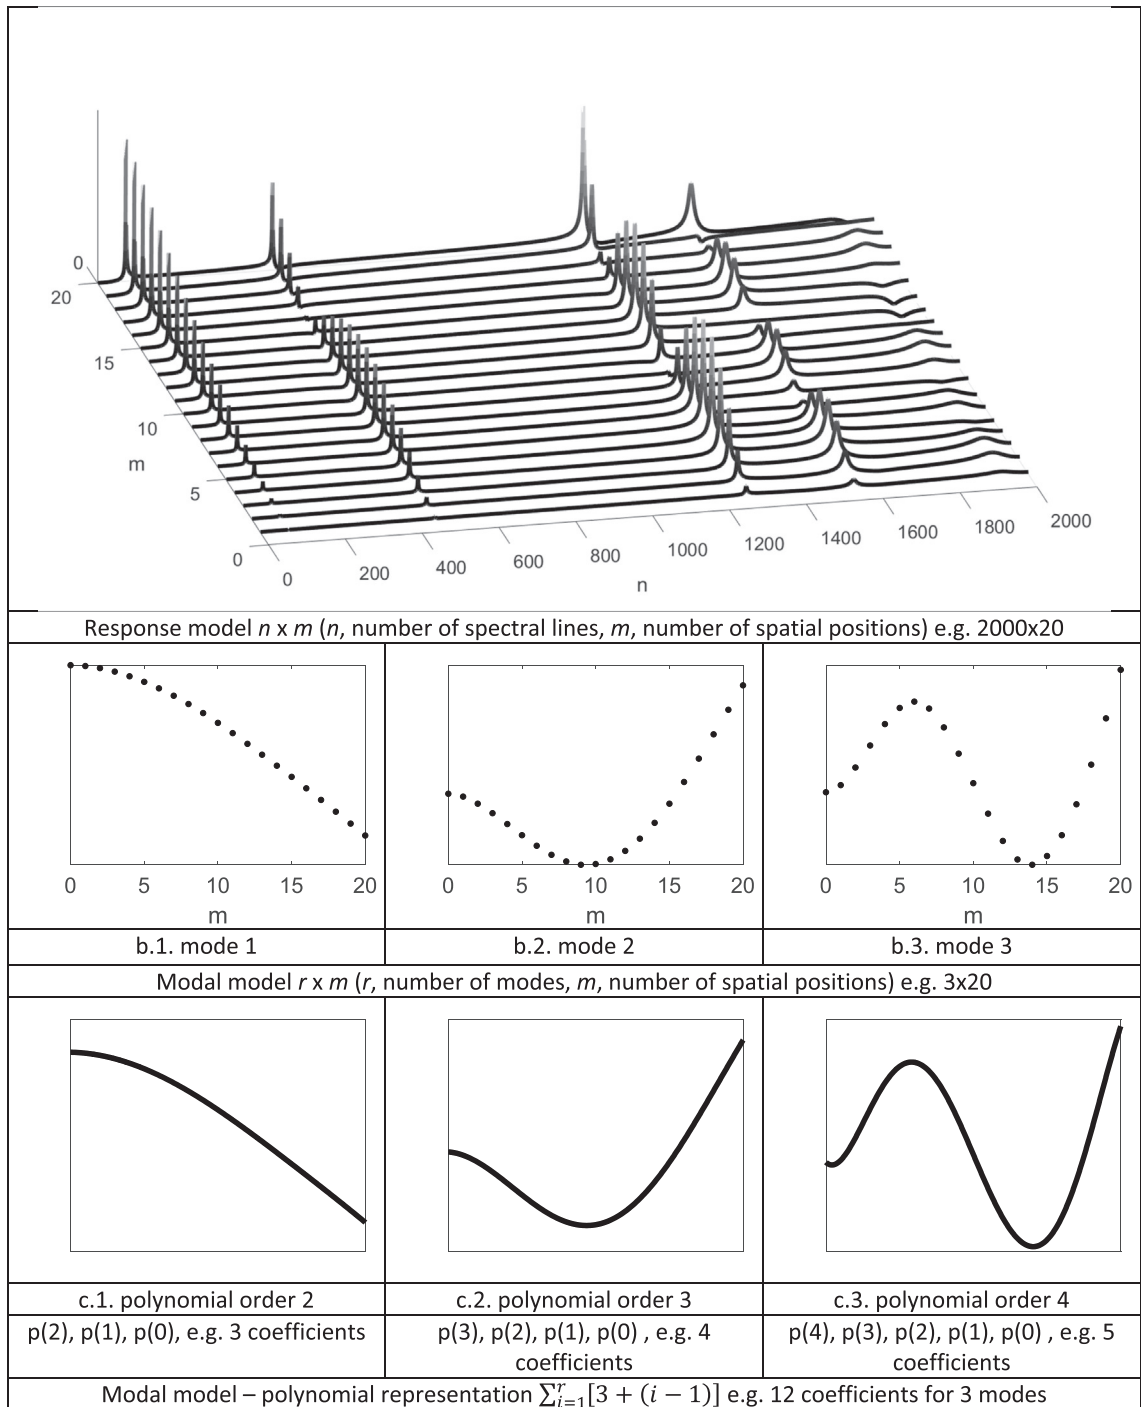 0
20
15
10
m
5
0
0
200
400
600
800
1000
1200
1400
1600
1800
2000
n
Response model n x m (n, number of spectral lines, m, number of spatial positions) e.g. 2000x20
0 5 10 15 20
m
0 5 10 15 20
m
0 5 10 15 20
m
b.1. mode 1
b.2. mode 2
b.3. mode 3
Modal model r x m (r, number of modes, m, number of spatial positions) e.g. 3x20
c.1. polynomial order 2
c.2. polynomial order 3
c.3. polynomial order 4
p(2), p(1), p(0), e.g. 3 coefficients
p(3), p(2), p(1), p(0) , e.g. 4
coefficients
p(4), p(3), p(2), p(1), p(0) , e.g. 5
coefficients
Modal model – polynomial representation ∑ᵣᵢ₌₁[3 + (i − 1)] e.g. 12 coefficients for 3 modes